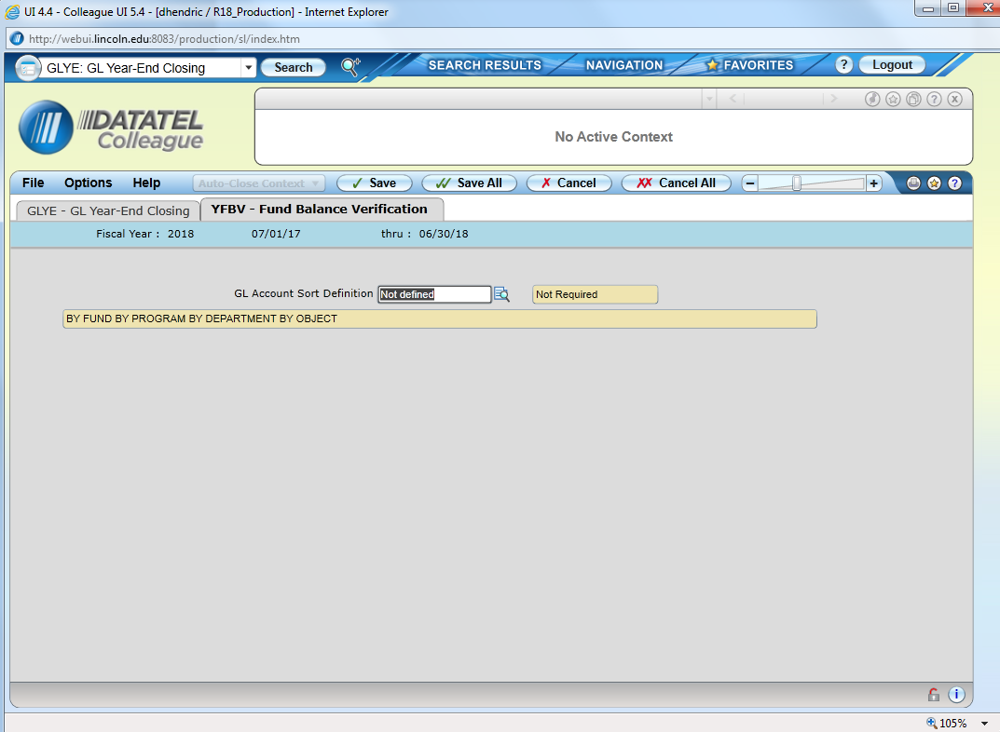 UI 4.4 - Colleague UI 5.4 - [dhendric / R18_Production] - Internet Explorer
http://webui.lincoln.edu:8083/production/sl/index.htm
GLYE: GL Year-End Closing Search SEARCH RESULTS NAVIGATION FAVORITES ? Logout
DATATEL
Colleague
No Active Context
File Options Help Auto-Close Context Save Save All Cancel Cancel All
GLYE - GL Year-End Closing YFBV - Fund Balance Verification
Fiscal Year : 2018 07/01/17 thru : 06/30/18
GL Account Sort Definition Not defined Not Required
BY FUND BY PROGRAM BY DEPARTMENT BY OBJECT
105%